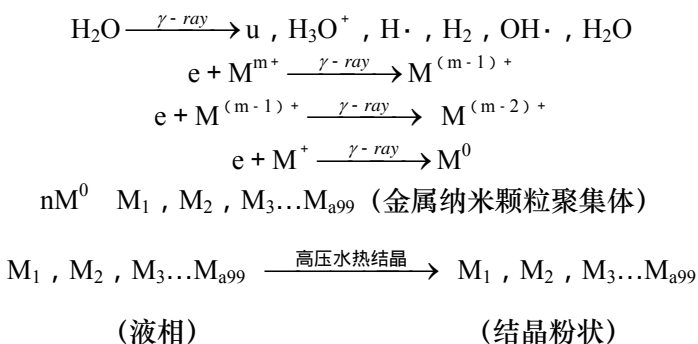 H₂O —γ-ray→ u , H₃O⁺ , H· , H₂ , OH· , H₂O
e + Mᵐ⁺ —γ-ray→ M⁽ᵐ⁻¹⁾⁺
e + M⁽ᵐ⁻¹⁾⁺ —γ-ray→ M⁽ᵐ⁻²⁾⁺
e + M⁺ —γ-ray→ M⁰
nM⁰ M₁ , M₂ , M₃…Mₐ₉₉ (金属纳米颗粒聚集体)
M₁ , M₂ , M₃…Mₐ₉₉ —高压水热结晶→ M₁ , M₂ , M₃…Mₐ₉₉
(液相) (结晶粉状)